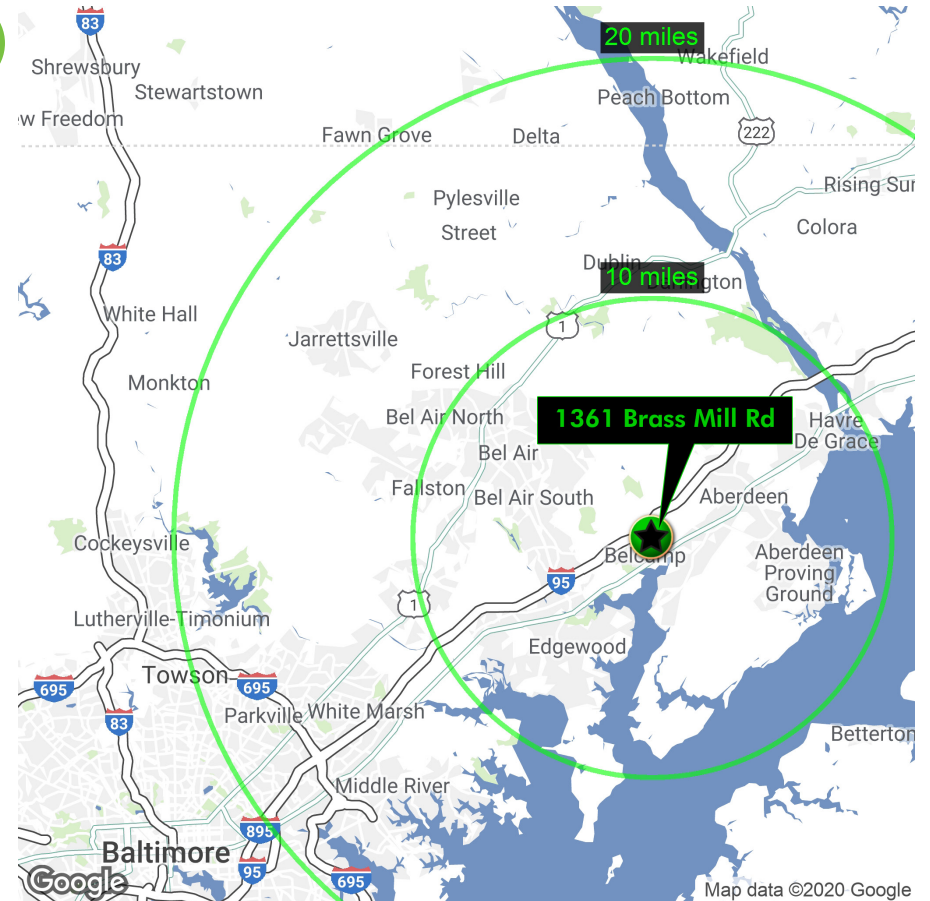 83
20 miles
Wakefield
Shrewsbury
Stewartstown
Peach Bottom
w Freedom
Fawn Grove
Delta
222
Pylesville
Rising Sun
Street
Colora
83
Dublin
10 miles
White Hall
1
Jarrettsville
Monkton
Forest Hill
Bel Air North
1361 Brass Mill Rd
Havre
De Grace
Bel Air
Fallston
Bel Air South
Aberdeen
Cockeysville
Belcamp
Aberdeen
Proving
Ground
95
1
Lutherville-Timonium
Edgewood
Towson
695
695
83
Parkville
White Marsh
Betterton
Middle River
895
Baltimore
95
695
Google
Map data ©2020 Google